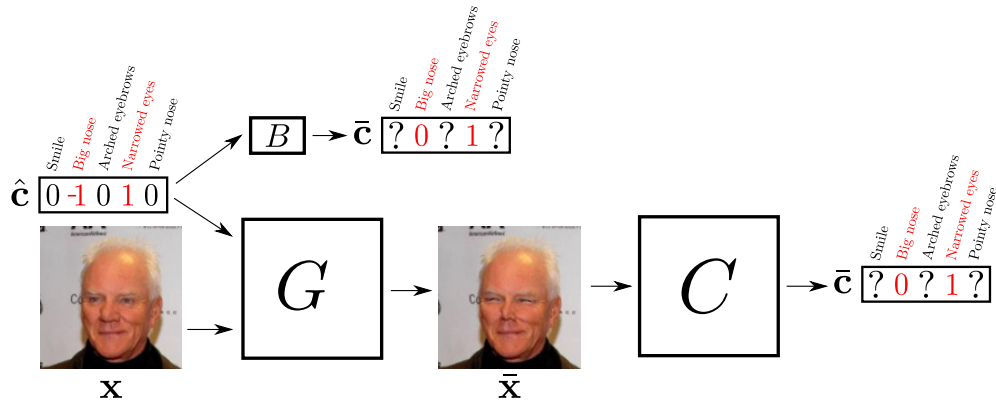 Smile
Big nose
Arched eyebrows
Narrowed eyes
Pointy nose
ĉ 0 -1 0 1 0
B
Smile
Big nose
Arched eyebrows
Narrowed eyes
Pointy nose
c̄ ? 0 ? 1 ?
x
G
x̄
C
Smile
Big nose
Arched eyebrows
Narrowed eyes
Pointy nose
c̄ ? 0 ? 1 ?